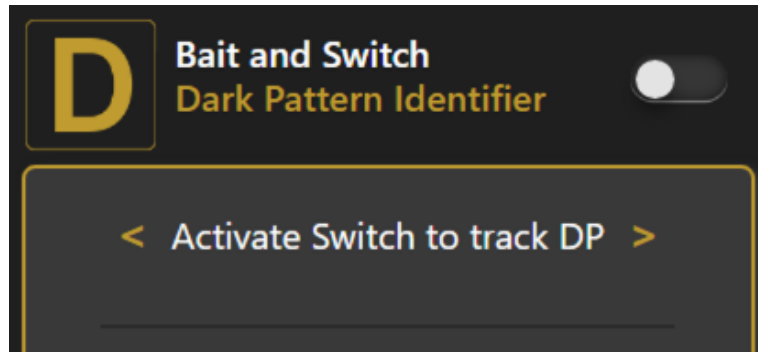 D
Bait and Switch
Dark Pattern Identifier
< Activate Switch to track DP >